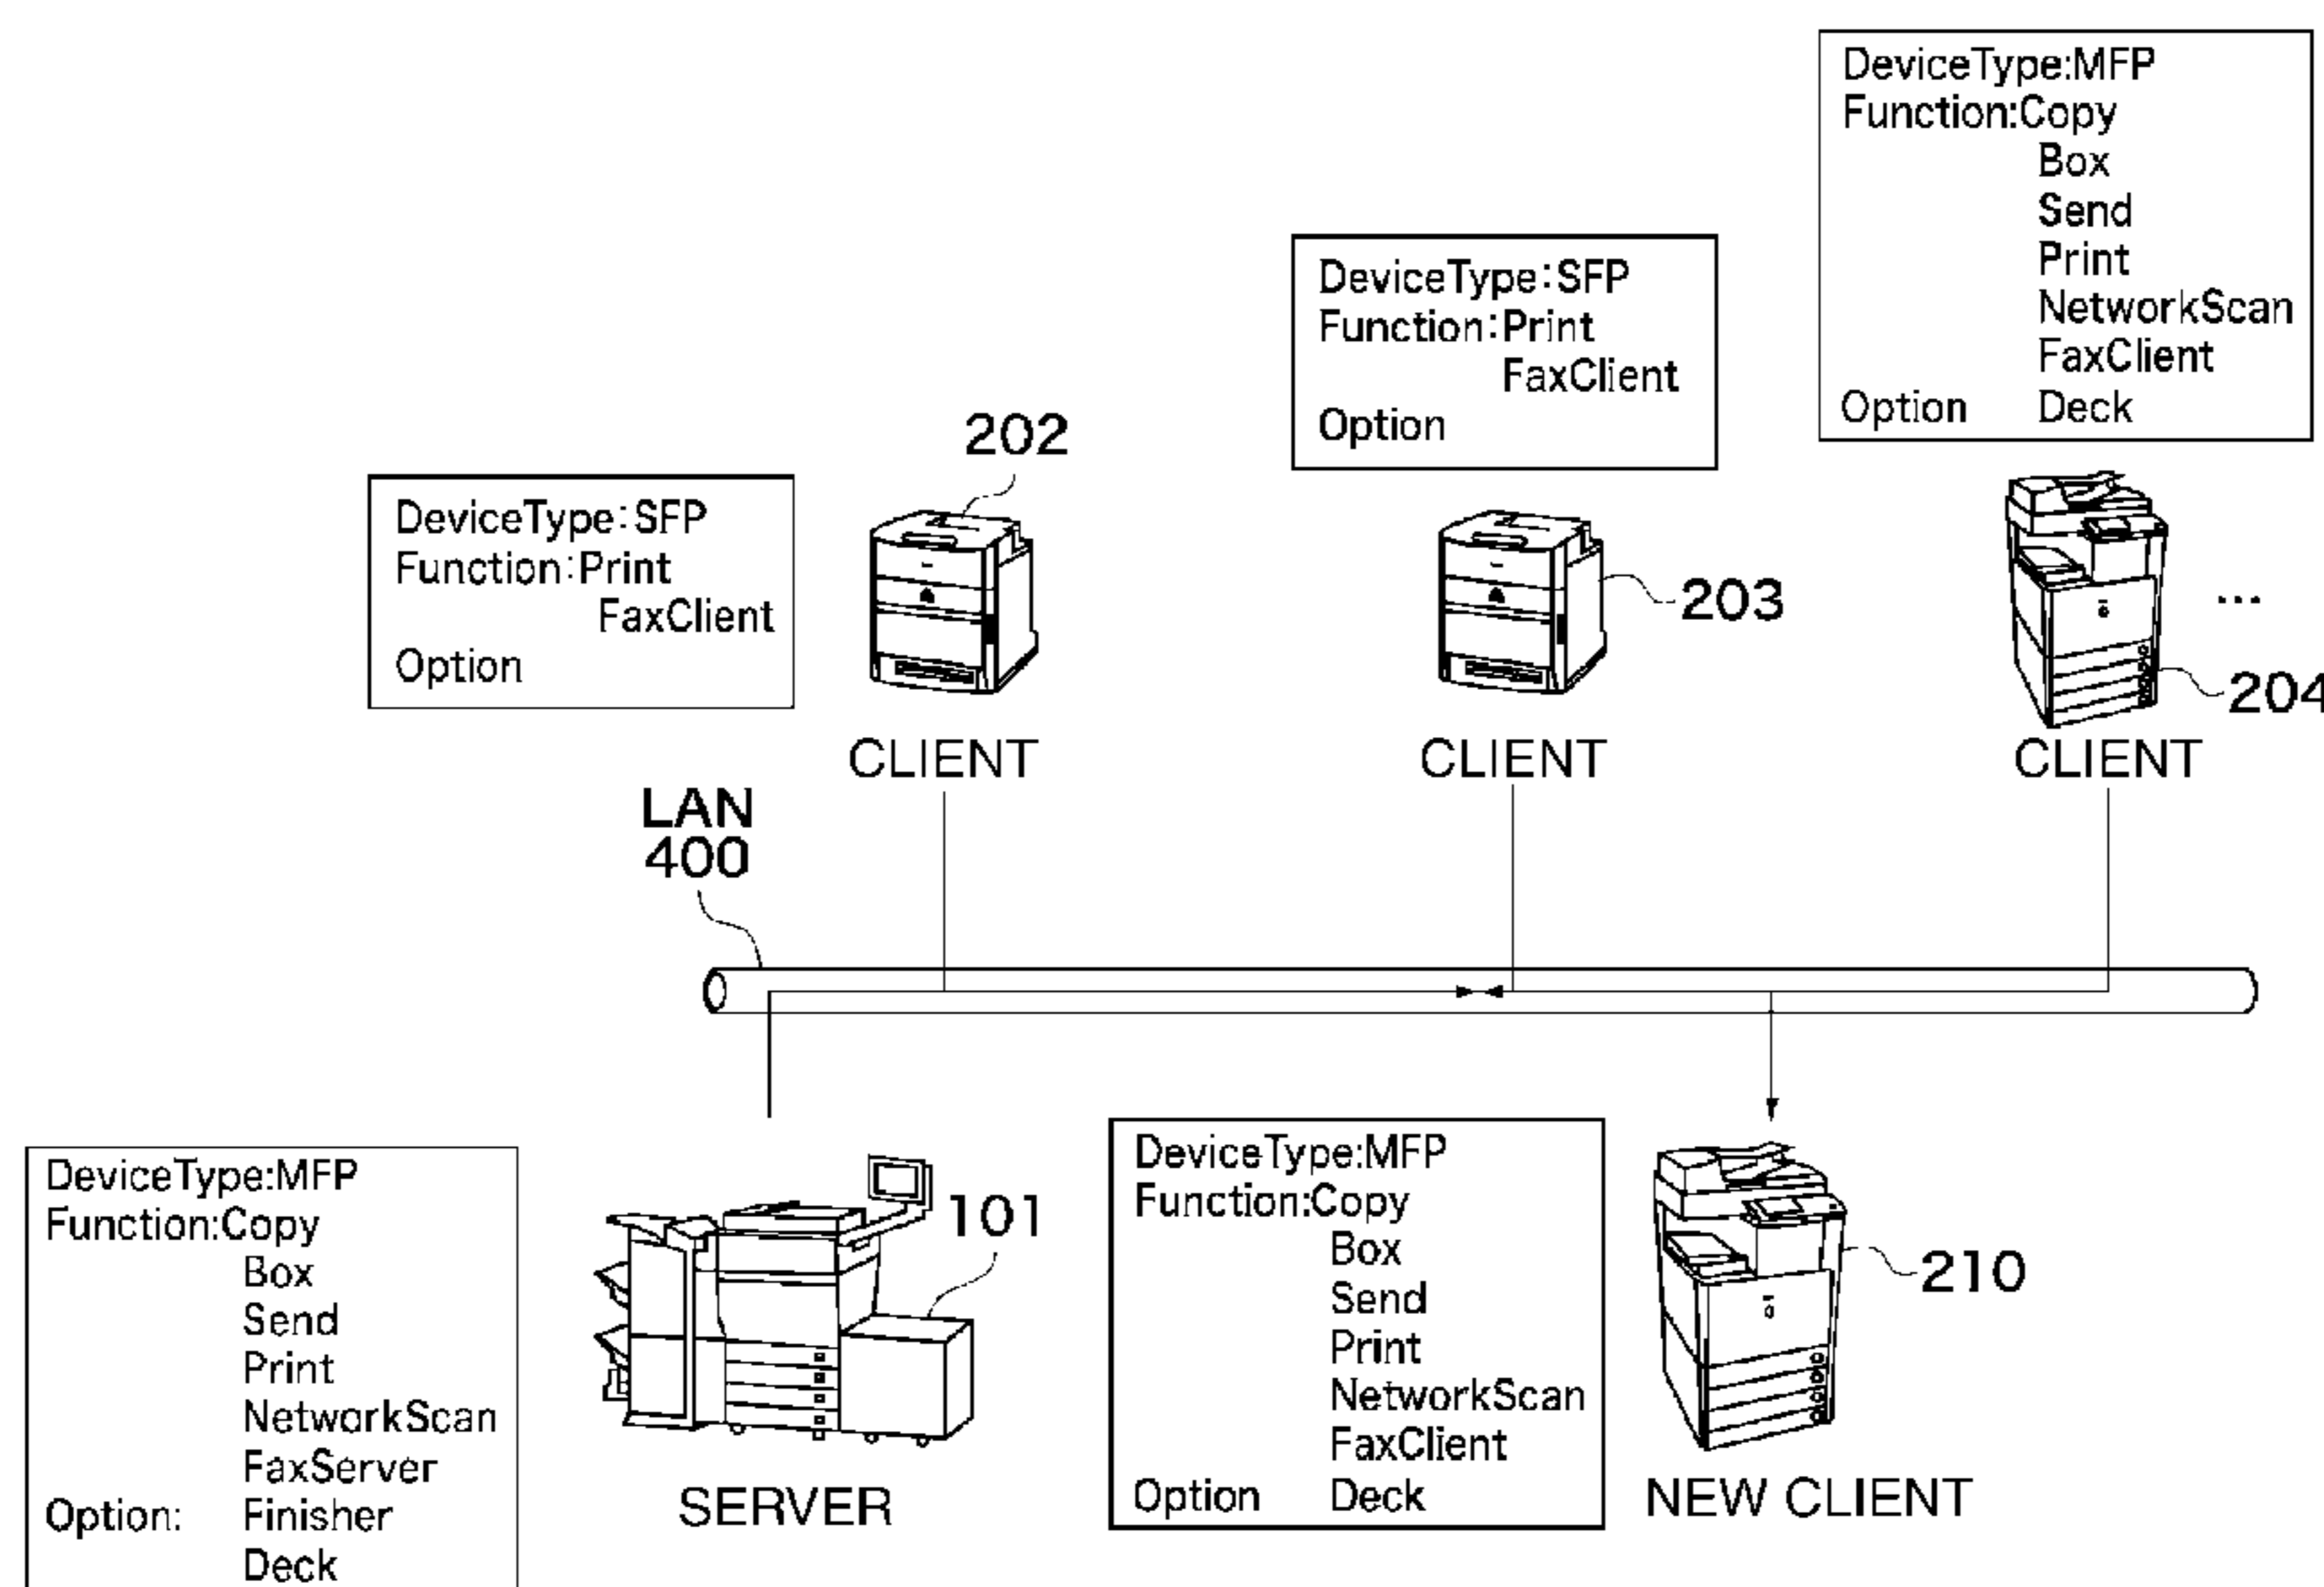 DeviceType:MFP
Function:Copy
Box
Send
Print
NetworkScan
FaxClient
Option Deck
DeviceType:SFP
Function:Print
FaxClient
Option
202
DeviceType:SFP
Function:Print
FaxClient
Option
203
...
204
CLIENT
CLIENT
CLIENT
LAN
400
DeviceType:MFP
Function:Copy
Box
Send
Print
NetworkScan
FaxServer
Option: Finisher
Deck
101
SERVER
DeviceType:MFP
Function:Copy
Box
Send
Print
NetworkScan
FaxClient
Option Deck
210
NEW CLIENT